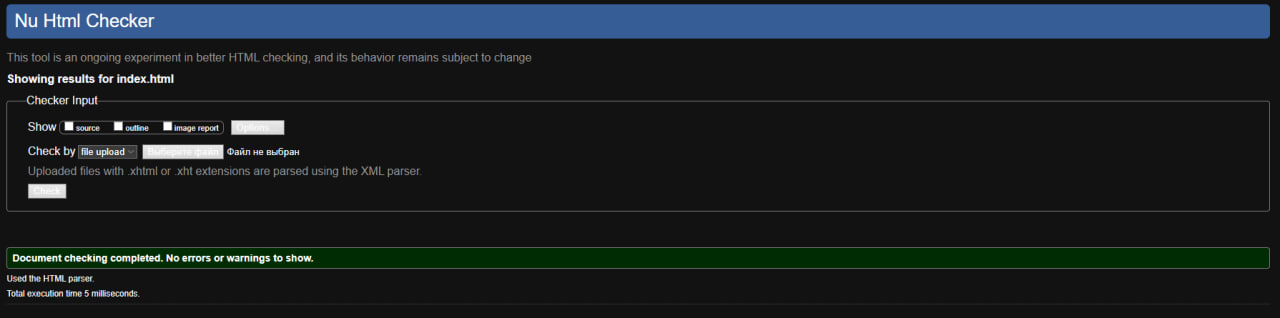 Nu Html Checker
This tool is an ongoing experiment in better HTML checking, and its behavior remains subject to change
Showing results for index.html
Checker Input
Show source outline image report Options...
Check by file upload Выберите файл Файл не выбран
Uploaded files with .xhtml or .xht extensions are parsed using the XML parser.
Check
Document checking completed. No errors or warnings to show.
Used the HTML parser.
Total execution time 5 milliseconds.